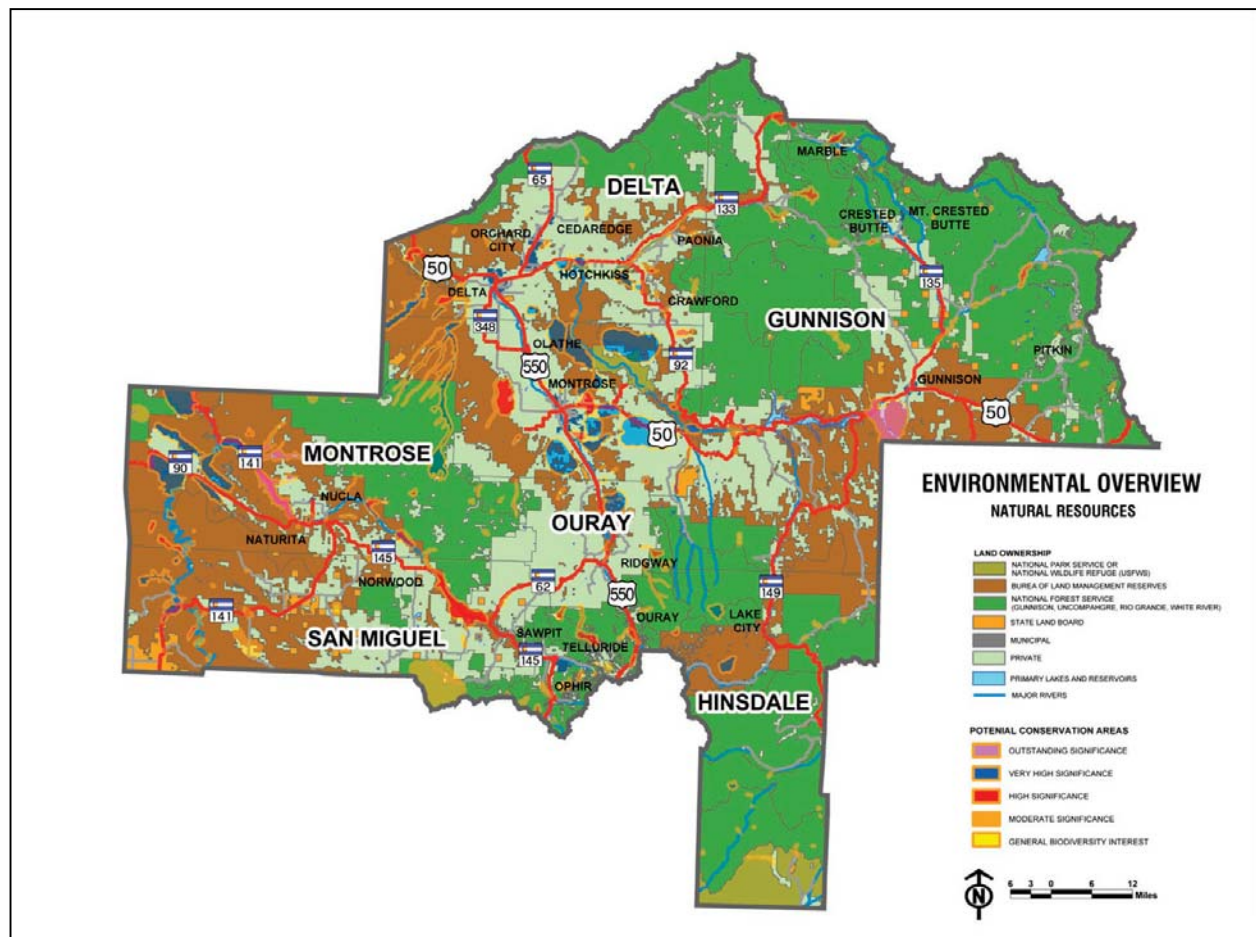 MARBLE
65
DELTA
133
CRESTED
BUTTE
MT. CRESTED
BUTTE
ORCHARD
CITY
CEDAREDGE
PAONIA
50
HOTCHKISS
135
DELTA
CRAWFORD
348
GUNNISON
OLATHE
PITKIN
550
92
MONTROSE
GUNNISON
50
50
MONTROSE
141
90
NUCLA
OURAY
NATURITA
145
RIDGWAY
NORWOOD
62
550
149
141
OURAY
LAKE
CITY
SAN MIGUEL
SAWPIT
TELLURIDE
145
OPHIR
HINSDALE
ENVIRONMENTAL OVERVIEW
NATURAL RESOURCES
LAND OWNERSHIP
NATIONAL PARK SERVICE OR
NATIONAL WILDLIFE REFUGE (USFWS)
BUREA OF LAND MANAGEMENT RESERVES
NATIONAL FOREST SERVICE
(GUNNISON, UNCOMPAHGRE, RIO GRANDE, WHITE RIVER)
STATE LAND BOARD
MUNICIPAL
PRIVATE
PRIMARY LAKES AND RESERVOIRS
MAJOR RIVERS
POTENIAL CONSERVATION AREAS
OUTSTANDING SIGNIFICANCE
VERY HIGH SIGNIFICANCE
HIGH SIGNIFICANCE
MODERATE SIGNIFICANCE
GENERAL BIODIVERSITY INTEREST
N
6 3 0 6 12
Miles